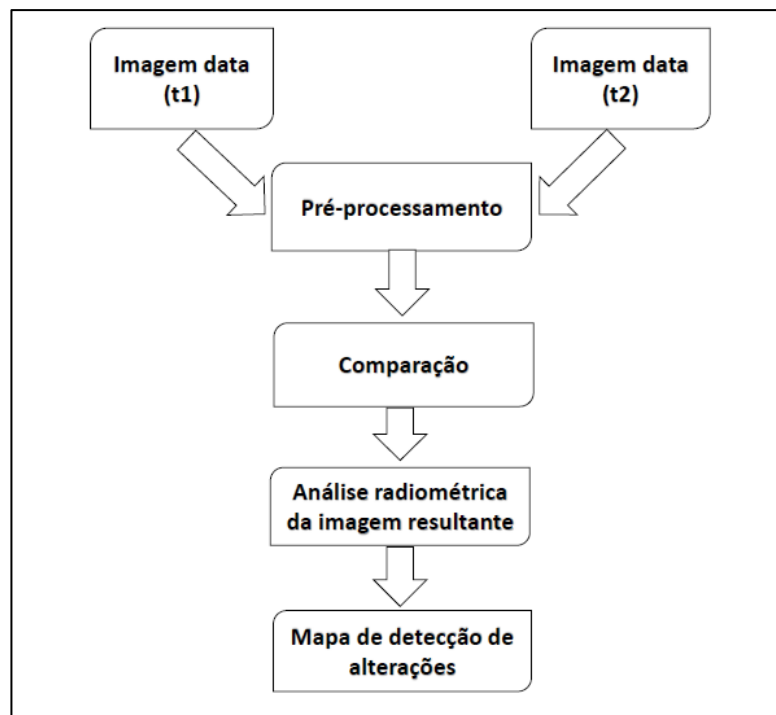 Imagem data
(t1)
Imagem data
(t2)
Pré-processamento
Comparação
Análise radiométrica
da imagem resultante
Mapa de detecção de
alterações